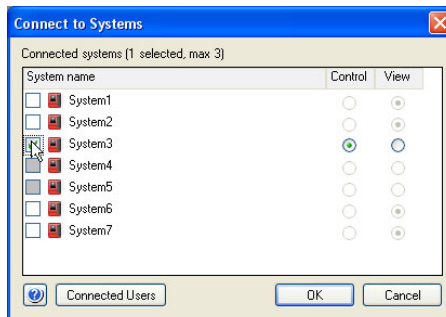 Connect to Systems
Connected systems (1 selected, max 3)
System name Control View
System1
System2
System3
System4
System5
System6
System7
? Connected Users OK Cancel